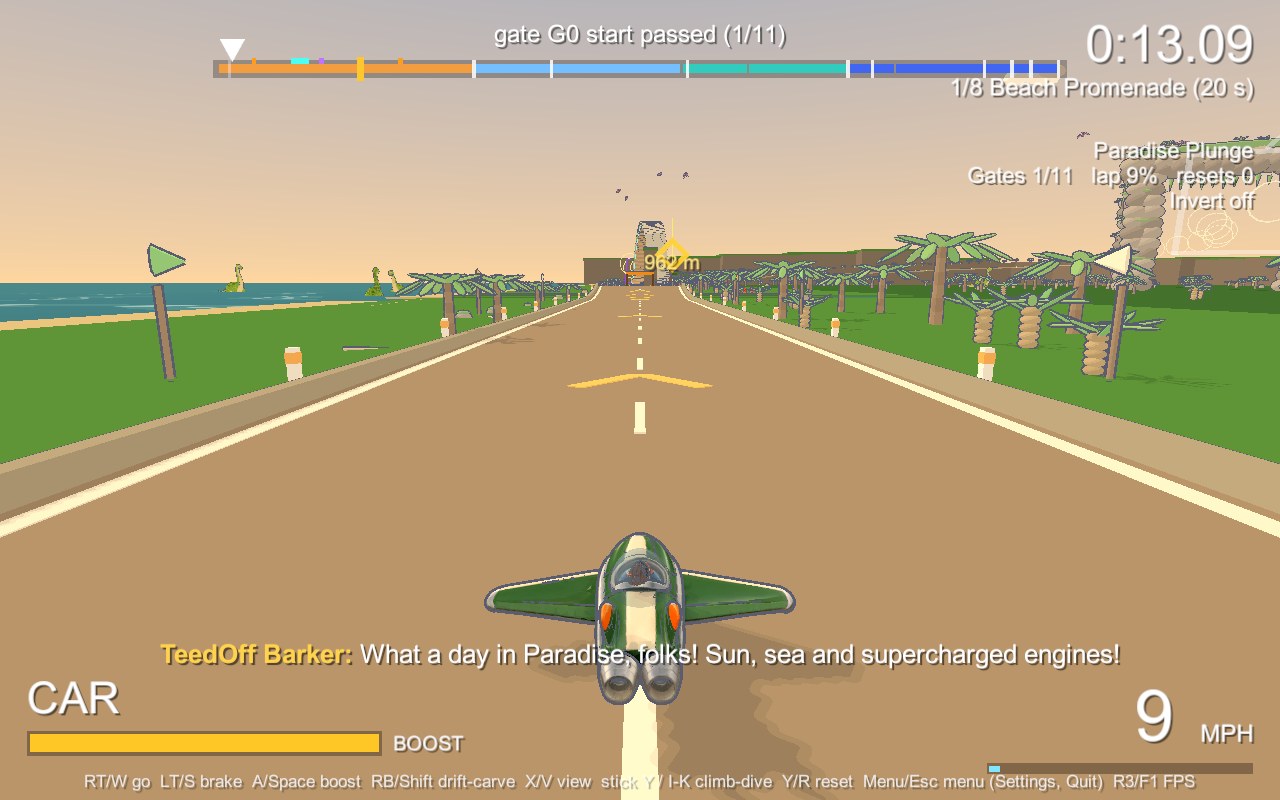 gate G0 start passed (1/11)
0:13.09
1/8 Beach Promenade (20 s)
Paradise Plunge
Gates 1/11 lap 9% resets 0
Invert off
962 m
TeedOff Barker: What a day in Paradise, folks! Sun, sea and supercharged engines!
CAR
BOOST
9 MPH
RT/W go LT/S brake A/Space boost RB/Shift drift-carve X/V view stick Y / I-K climb-dive Y/R reset Menu/Esc menu (Settings, Quit) R3/F1 FPS